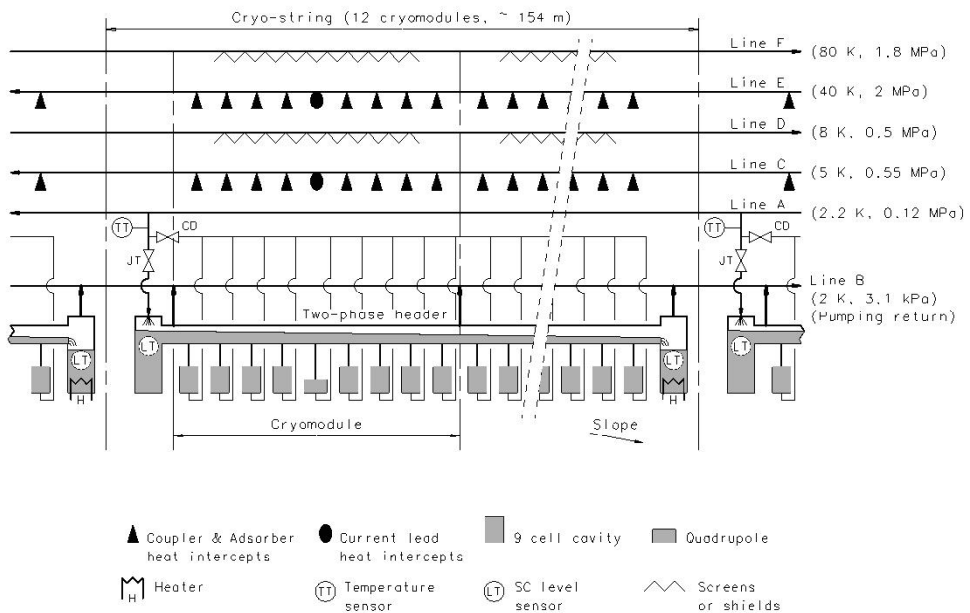 Cryo-string (12 cryomodules, ~ 154 m)
Line F
(80 K, 1.8 MPa)
Line E
(40 K, 2 MPa)
Line D
(8 K, 0.5 MPa)
Line C
(5 K, 0.55 MPa)
Line A
(2.2 K, 0.12 MPa)
TT
CD
TT
CD
JT
JT
Line B
(2 K, 3.1 kPa)
(Pumping return)
Two-phase header
LT
LT
LT
LT
H
H
Cryomodule
Slope
Coupler & Adsorber
heat intercepts
Current lead
heat intercepts
9 cell cavity
Quadrupole
H
Heater
TT
Temperature
sensor
LT
SC level
sensor
Screens
or shields